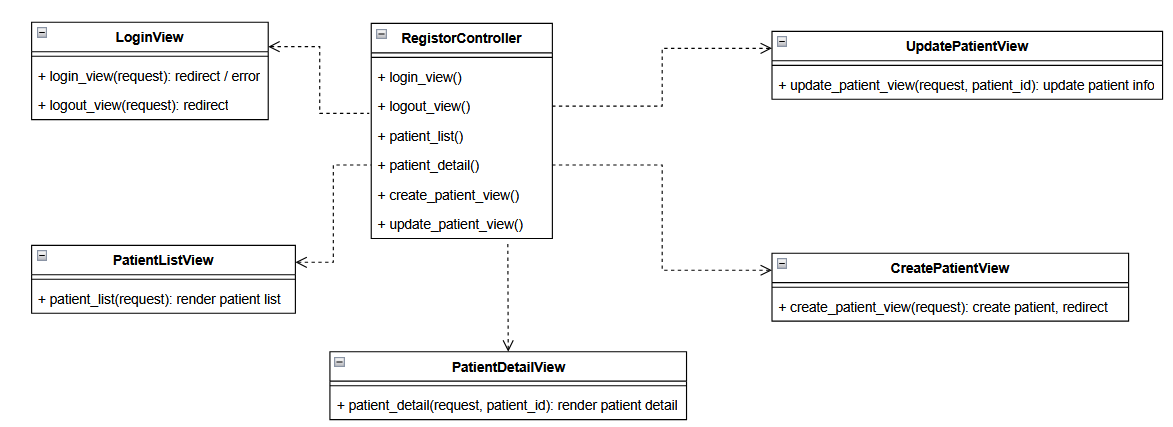 LoginView
+ login_view(request): redirect / error
+ logout_view(request): redirect
RegistorController
+ login_view()
+ logout_view()
+ patient_list()
+ patient_detail()
+ create_patient_view()
+ update_patient_view()
UpdatePatientView
+ update_patient_view(request, patient_id): update patient info
PatientListView
+ patient_list(request): render patient list
CreatePatientView
+ create_patient_view(request): create patient, redirect
PatientDetailView
+ patient_detail(request, patient_id): render patient detail